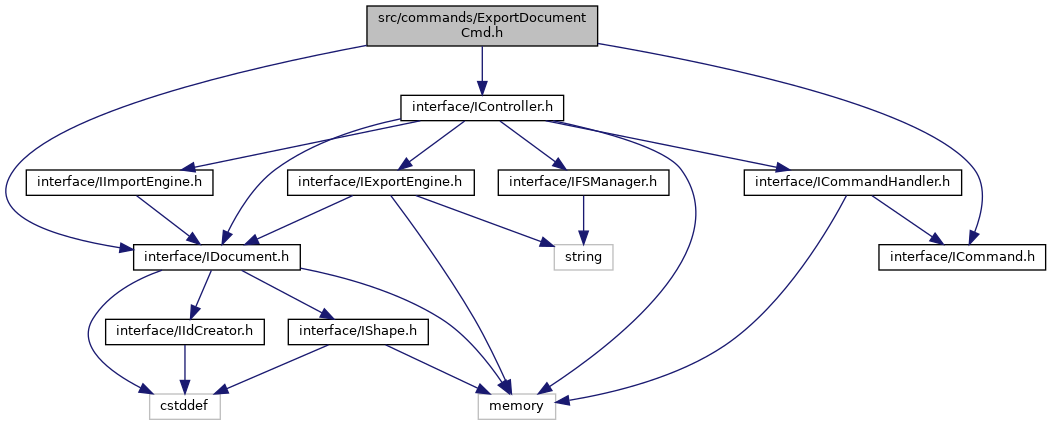 src/commands/ExportDocument
Cmd.h
interface/IController.h
interface/IImportEngine.h
interface/IExportEngine.h
interface/IFSManager.h
interface/ICommandHandler.h
interface/IDocument.h
string
interface/ICommand.h
interface/IIdCreator.h
interface/IShape.h
cstddef
memory